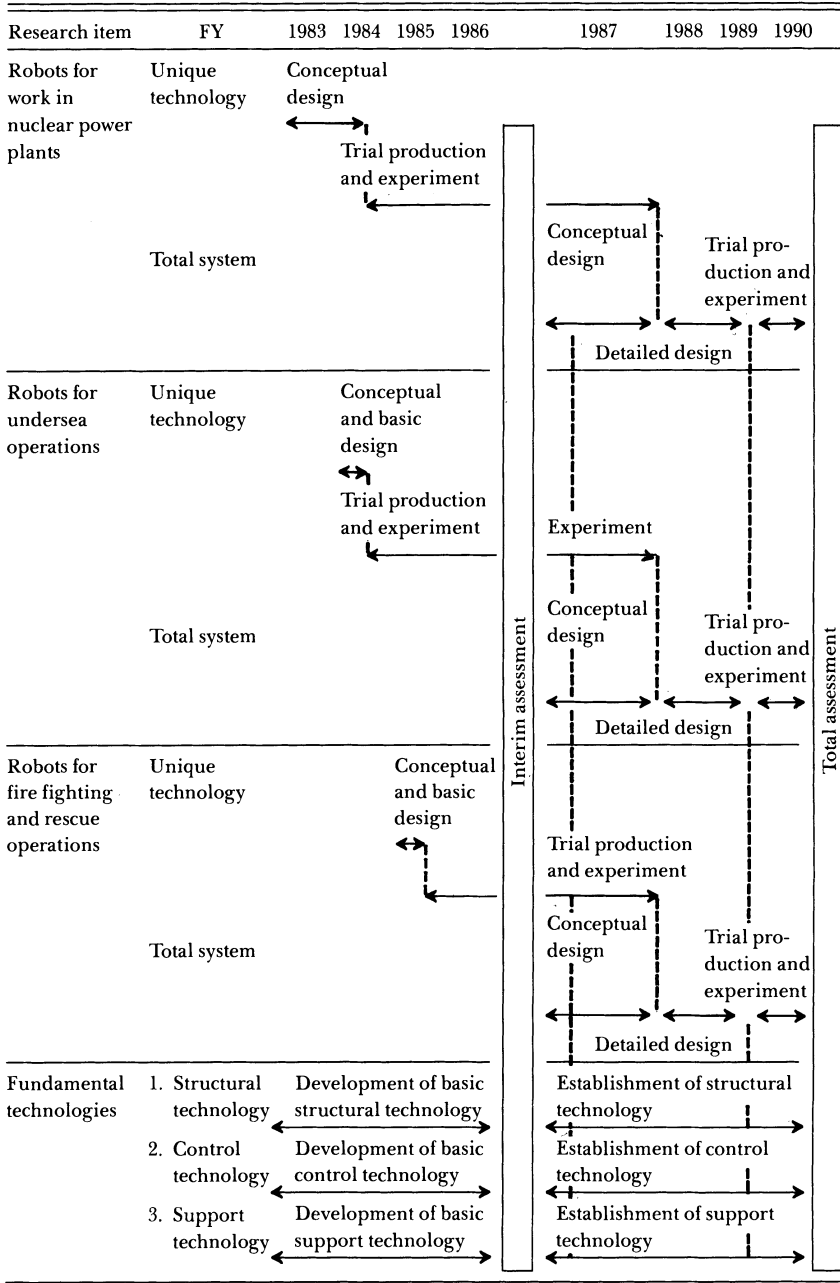 Research item FY 1983 1984 1985 1986 1987 1988 1989 1990
Robots for
work in
nuclear power
plants
Unique
technology
Conceptual
design
Trial production
and experiment
Total system
Conceptual
design
Trial pro-
duction and
experiment
Detailed design
Robots for
undersea
operations
Unique
technology
Conceptual
and basic
design
Trial production
and experiment
Experiment
Total system
Conceptual
design
Trial pro-
duction and
experiment
Detailed design
Robots for
fire fighting
and rescue
operations
Unique
technology
Conceptual
and basic
design
Trial production
and experiment
Total system
Conceptual
design
Trial pro-
duction and
experiment
Detailed design
Interim assessment
Total assessment
Fundamental
technologies
1. Structural
technology
Development of basic
structural technology
Establishment of structural
technology
2. Control
technology
Development of basic
control technology
Establishment of control
technology
3. Support
technology
Development of basic
support technology
Establishment of support
technology